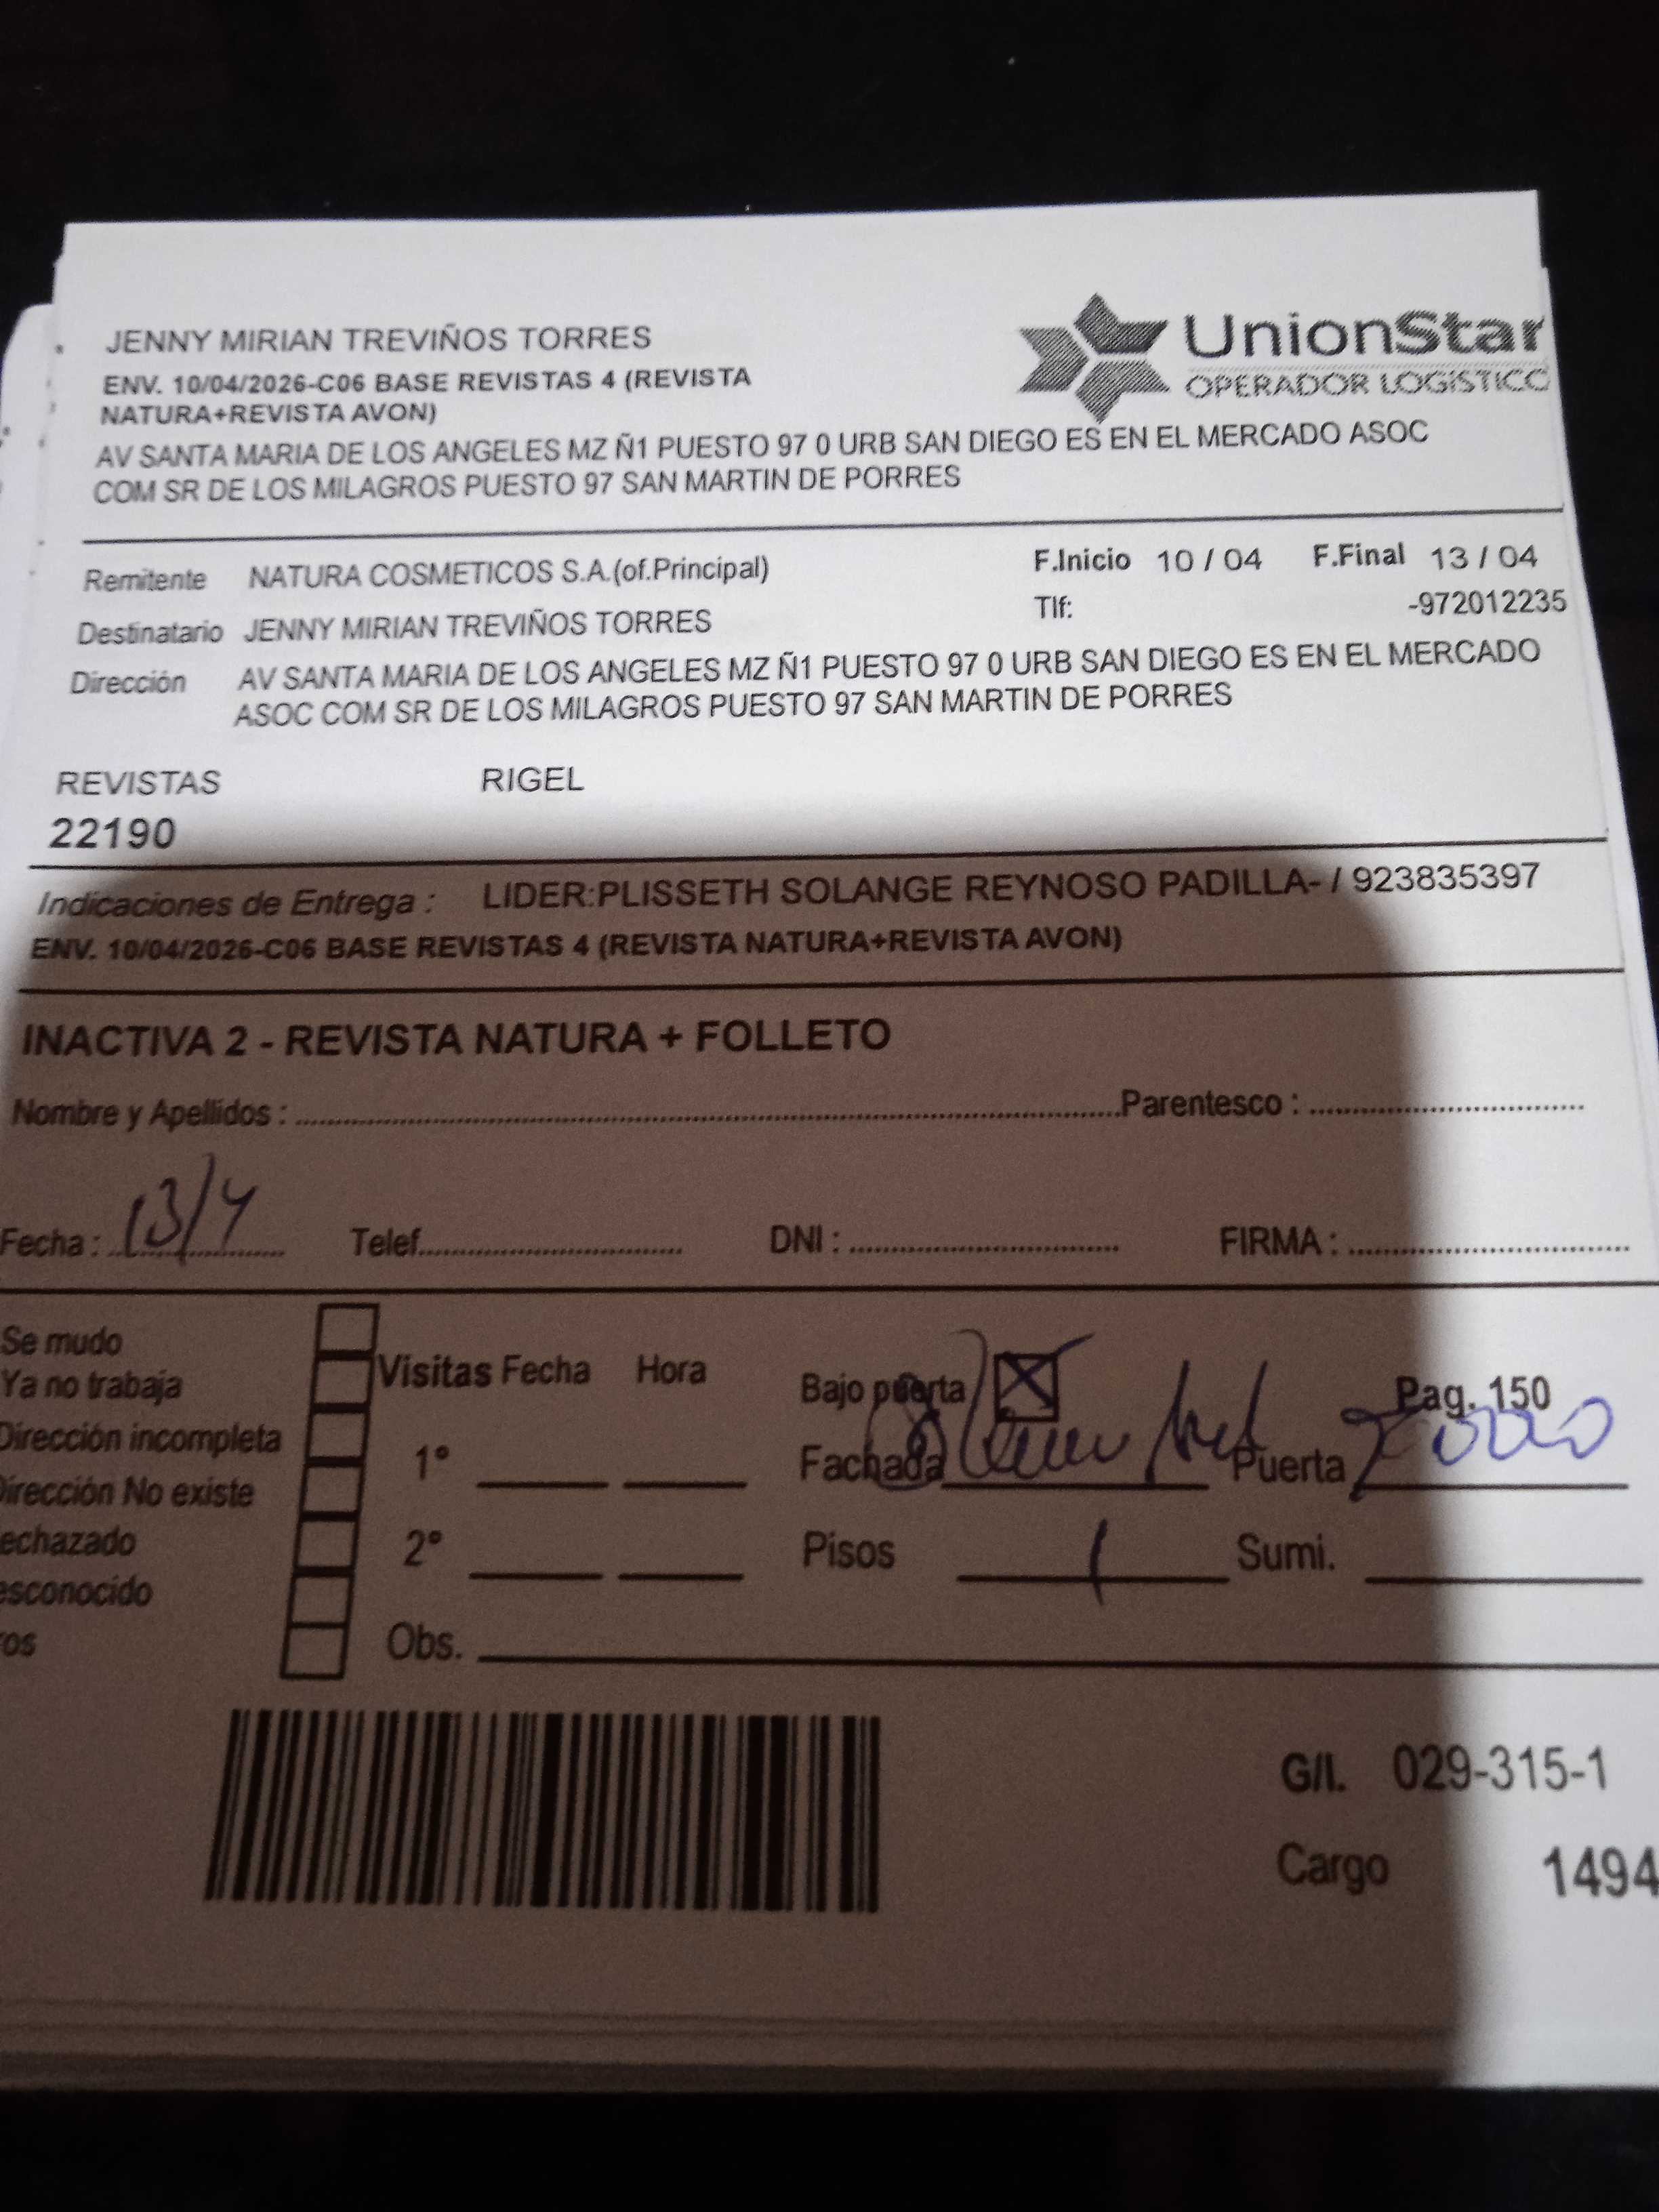 JENNY MIRIAN TREVIÑOS TORRES
ENV. 10/04/2026-C06 BASE REVISTAS 4 (REVISTA
NATURA+REVISTA AVON)
AV SANTA MARIA DE LOS ANGELES MZ Ñ1 PUESTO 97 0 URB SAN DIEGO ES EN EL MERCADO ASOC
COM SR DE LOS MILAGROS PUESTO 97 SAN MARTIN DE PORRES
UnionStar
OPERADOR LOGÍSTICO
Remitente NATURA COSMETICOS S.A.(of.Principal)
F.Inicio 10 / 04 F.Final 13 / 04
Destinatario JENNY MIRIAN TREVIÑOS TORRES
Tlf: -972012235
Dirección AV SANTA MARIA DE LOS ANGELES MZ Ñ1 PUESTO 97 0 URB SAN DIEGO ES EN EL MERCADO
ASOC COM SR DE LOS MILAGROS PUESTO 97 SAN MARTIN DE PORRES
REVISTAS RIGEL
22190
Indicaciones de Entrega : LIDER:PLISSETH SOLANGE REYNOSO PADILLA- / 923835397
ENV. 10/04/2026-C06 BASE REVISTAS 4 (REVISTA NATURA+REVISTA AVON)
INACTIVA 2 - REVISTA NATURA + FOLLETO
Nombre y Apellidos : Parentesco :
Fecha : 13/4 Telef. DNI : FIRMA :
Se mudo
Ya no trabaja
Dirección incompleta
Dirección No existe
echazado
esconocido
ros
Visitas Fecha Hora
1°
2°
Obs.
Bajo puerta X Pag. 150
Fachada Puerta
Pisos 1 Sumi.
G/I. 029-315-1
Cargo 1494